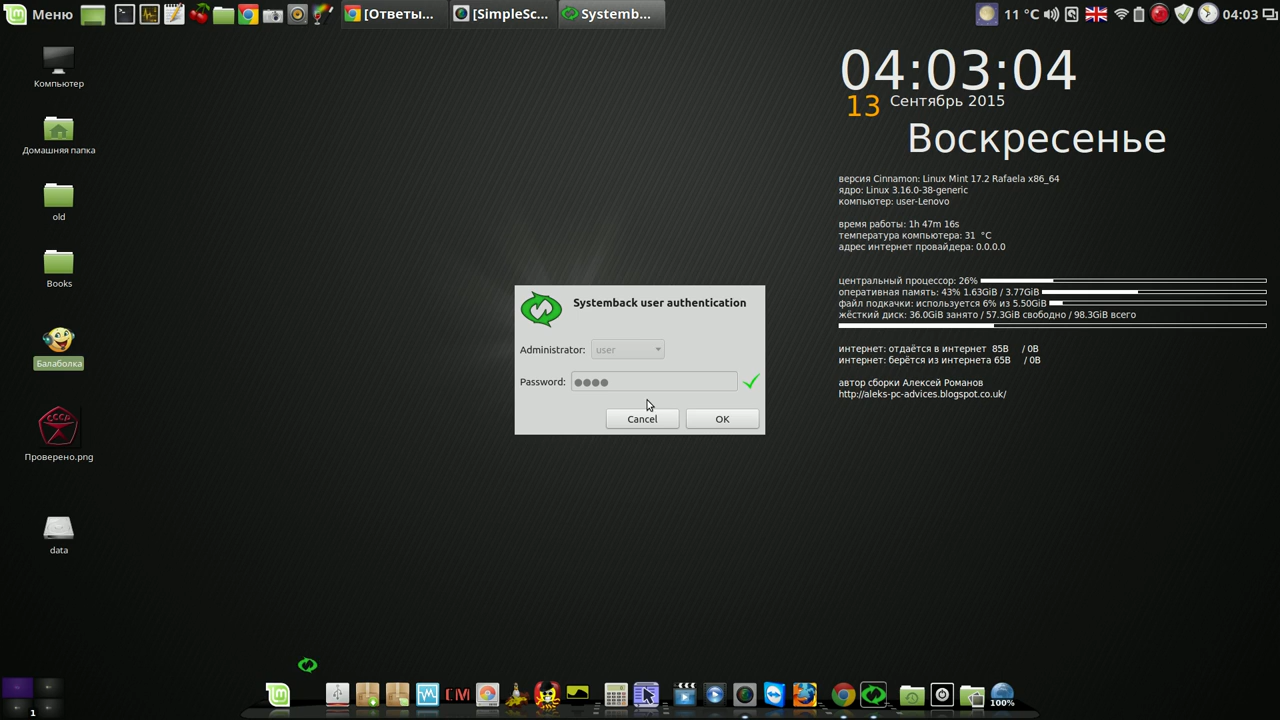 Меню
[Ответы...
[SimpleSc...
Systemb...
11 °C
04:03
Компьютер
Домашняя папка
old
Books
Балаболка
СССР
Проверено.png
data
04:03:04
13 Сентябрь 2015
Воскресенье
версия Cinnamon: Linux Mint 17.2 Rafaela x86_64
ядро: Linux 3.16.0-38-generic
компьютер: user-Lenovo
время работы: 1h 47m 16s
температура компьютера: 31 °C
адрес интернет провайдера: 0.0.0.0
центральный процессор: 26%
оперативная память: 43% 1.63GiB / 3.77GiB
файл подкачки: используется 6% из 5.50GiB
жёсткий диск: 36.0GiB занято / 57.3GiB свободно / 98.3GiB всего
интернет: отдаётся в интернет 85B / 0B
интернет: берётся из интернета 65B / 0B
автор сборки Алексей Романов
http://aleks-pc-advices.blogspot.co.uk/
Systemback user authentication
Administrator: user
Password:
Cancel
OK
1
100%